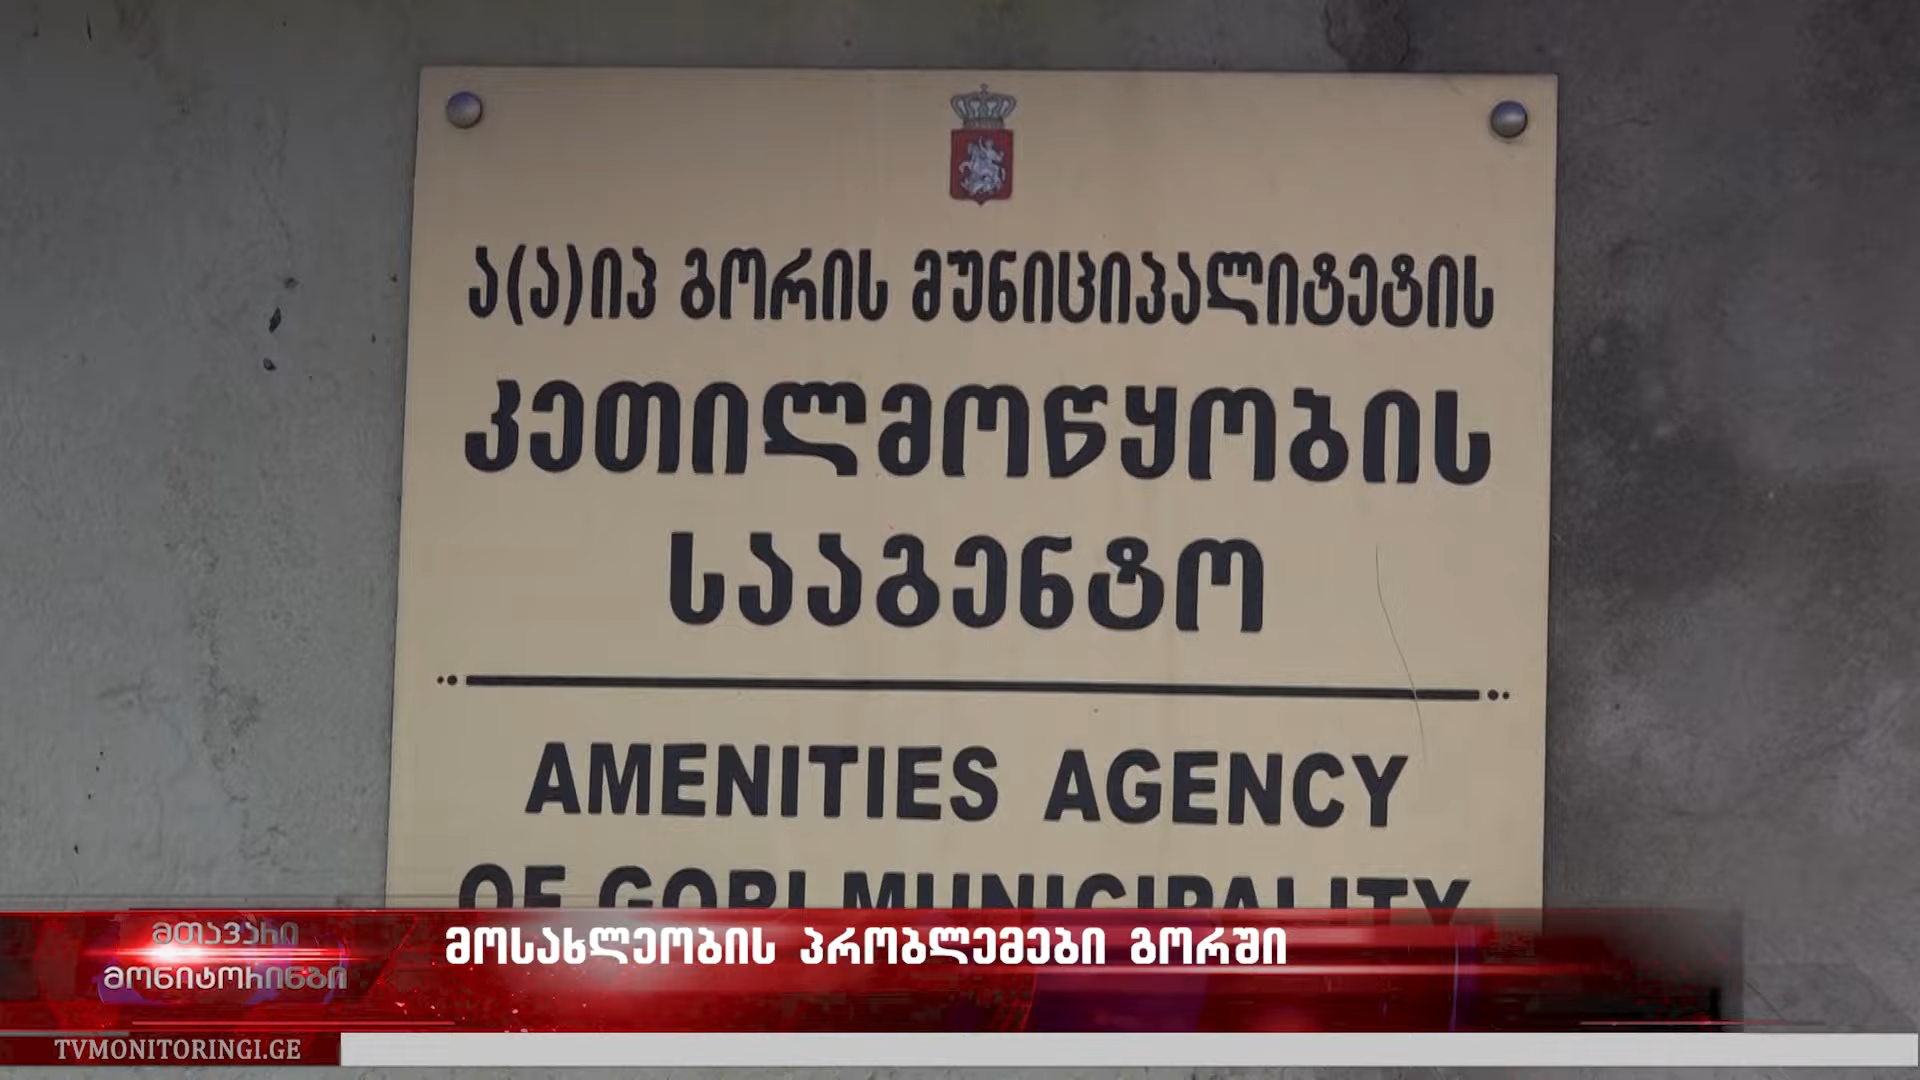 ა(ა)იპ გორის მუნიციპალიტეტის
კეთილმოწყობის
სააგენტო
AMENITIES AGENCY
OF GORI MUNICIPALITY
მთავარი
მონიტორინგი
მოსახლეობის პრობლემები გორში
TVMONITORINGI.GE